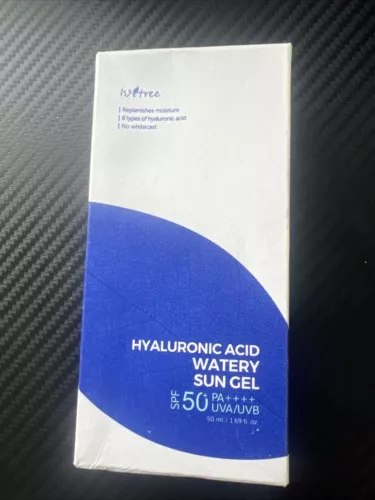 Isntree
| Replenishes moisture
| 8 types of hyaluronic acid
| No whitecast
HYALURONIC ACID
WATERY
SUN GEL
SPF 50+ PA++++
UVA/UVB
50 ml / 1.69 fl. oz